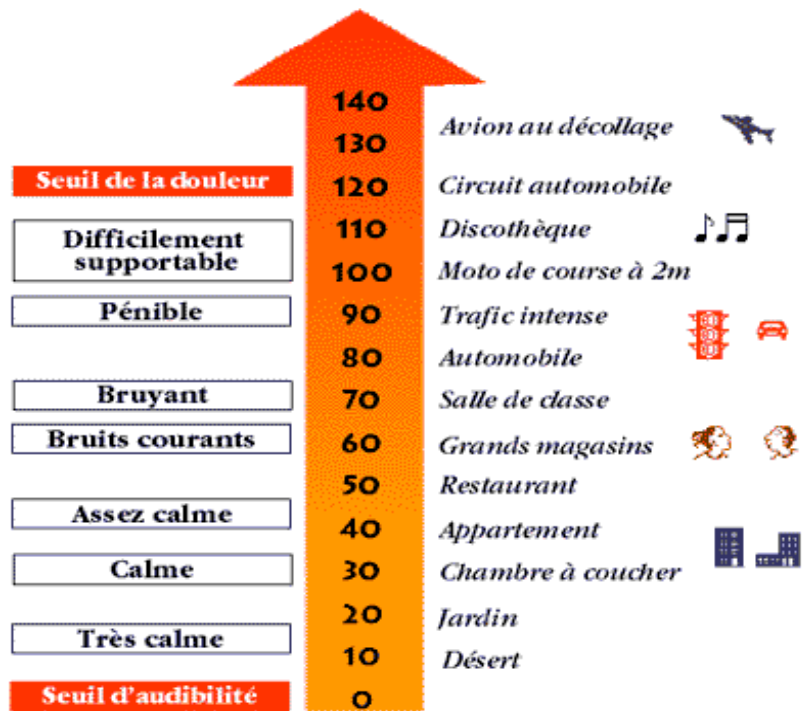 140
Avion au décollage
130
Seuil de la douleur 120 Circuit automobile
Difficilement
supportable
110 Discothèque
100 Moto de course à 2m
Pénible 90 Trafic intense
80 Automobile
Bruyant 70 Salle de classe
Bruits courants 60 Grands magasins
50 Restaurant
Assez calme
40 Appartement
Calme 30 Chambre à coucher
20 Jardin
Très calme
10 Désert
Seuil d'audibilité 0